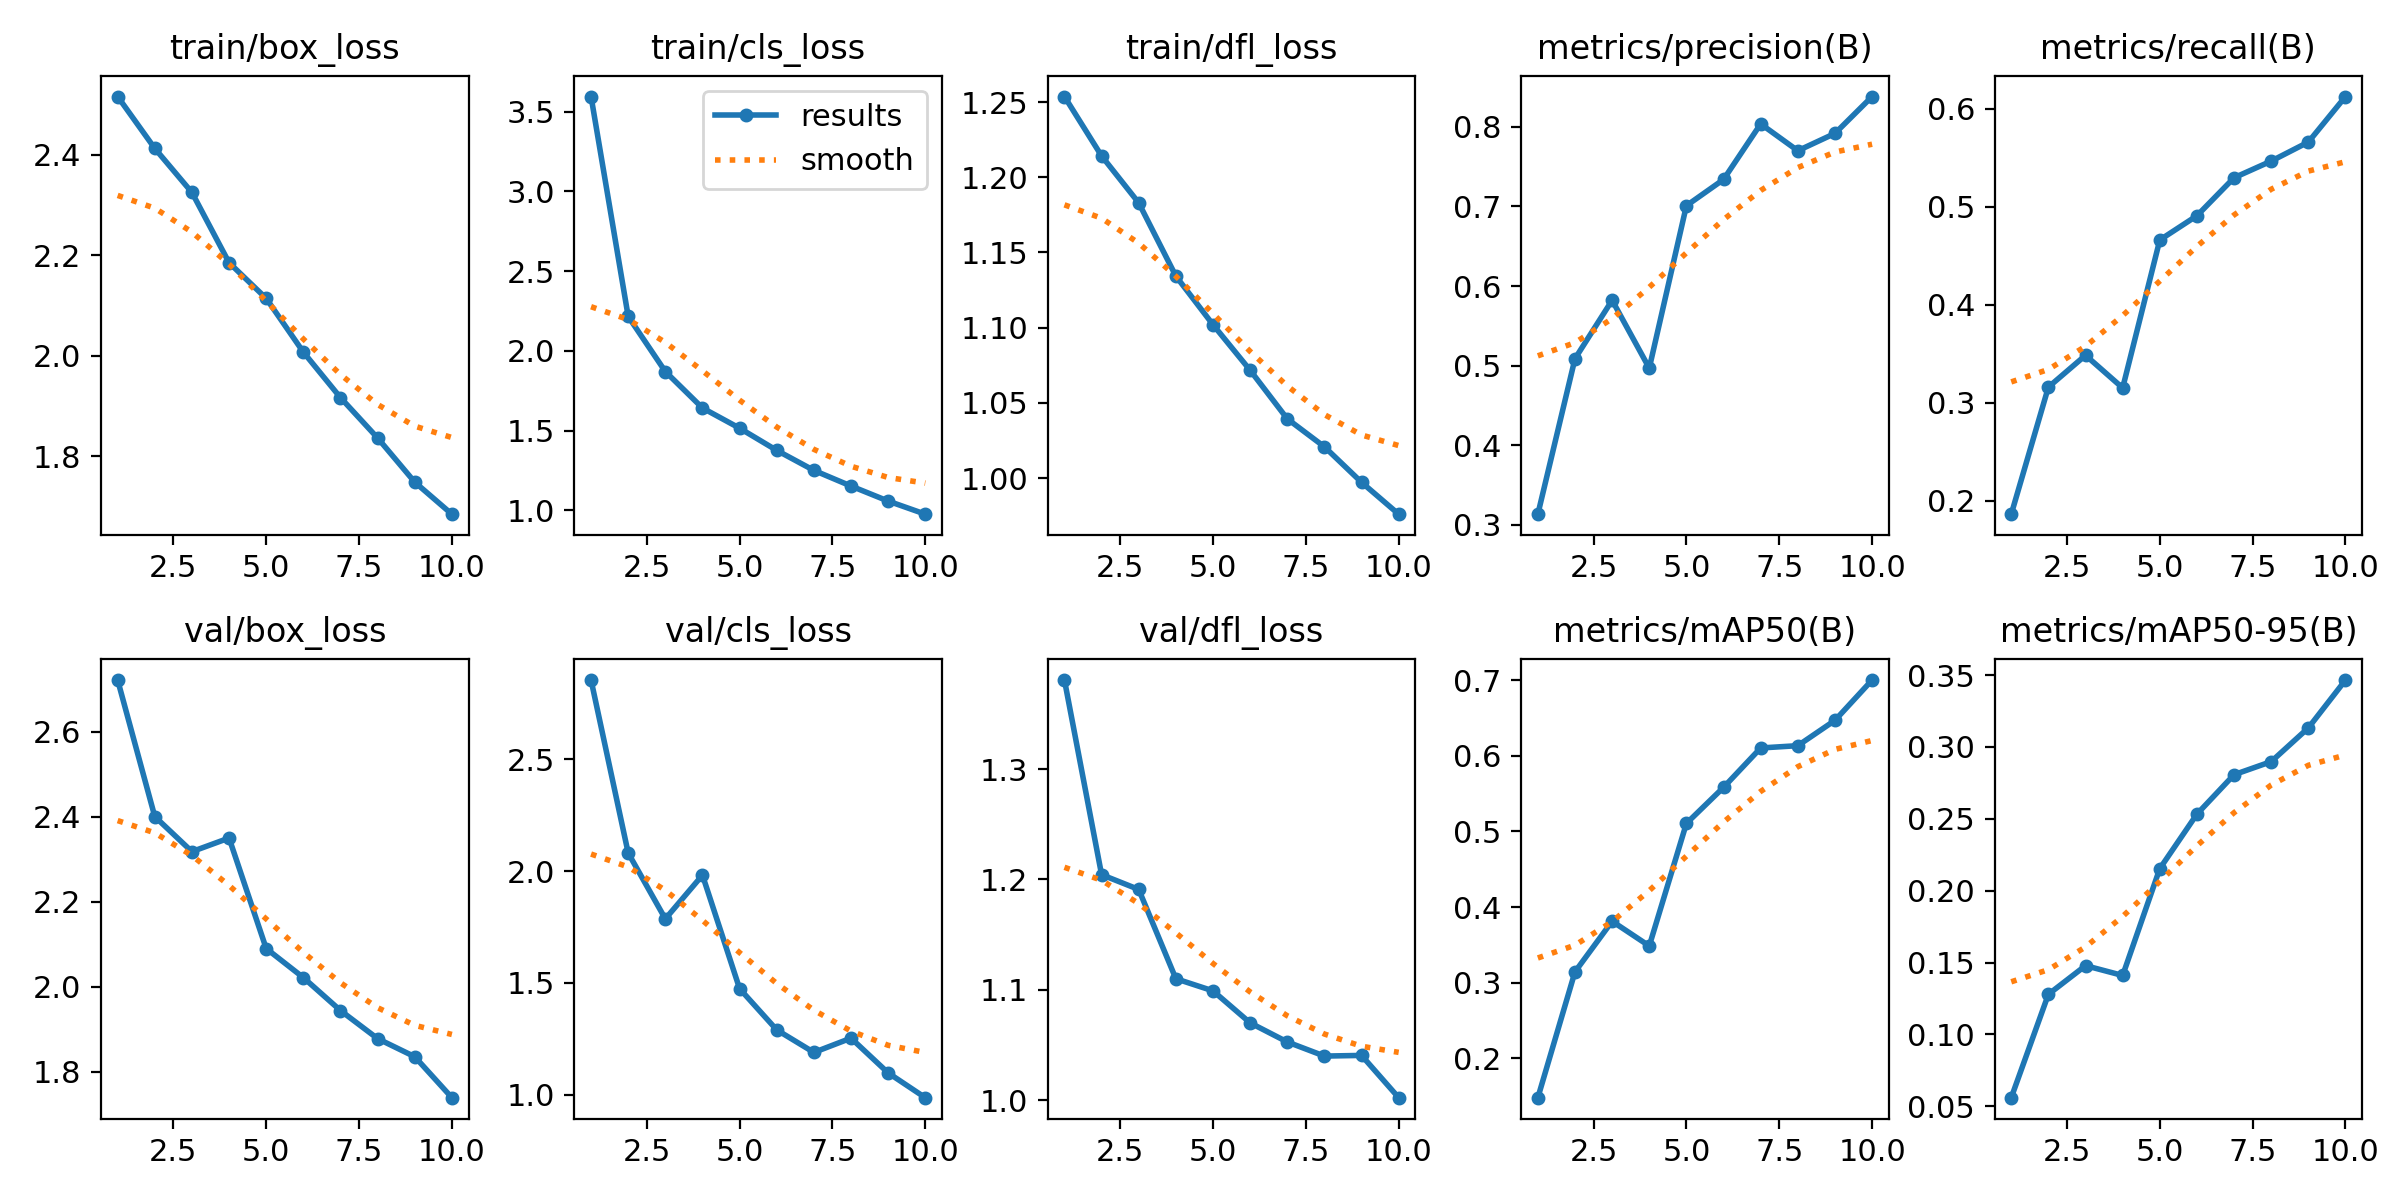 train/box_loss
2.4
2.2
2.0
1.8
2.5 5.0 7.5 10.0
train/cls_loss
results
smooth
3.5
3.0
2.5
2.0
1.5
1.0
2.5 5.0 7.5 10.0
train/dfl_loss
1.25
1.20
1.15
1.10
1.05
1.00
2.5 5.0 7.5 10.0
metrics/precision(B)
0.8
0.7
0.6
0.5
0.4
0.3
2.5 5.0 7.5 10.0
metrics/recall(B)
0.6
0.5
0.4
0.3
0.2
2.5 5.0 7.5 10.0
val/box_loss
2.6
2.4
2.2
2.0
1.8
2.5 5.0 7.5 10.0
val/cls_loss
2.5
2.0
1.5
1.0
2.5 5.0 7.5 10.0
val/dfl_loss
1.3
1.2
1.1
1.0
2.5 5.0 7.5 10.0
metrics/mAP50(B)
0.7
0.6
0.5
0.4
0.3
0.2
2.5 5.0 7.5 10.0
metrics/mAP50-95(B)
0.35
0.30
0.25
0.20
0.15
0.10
0.05
2.5 5.0 7.5 10.0